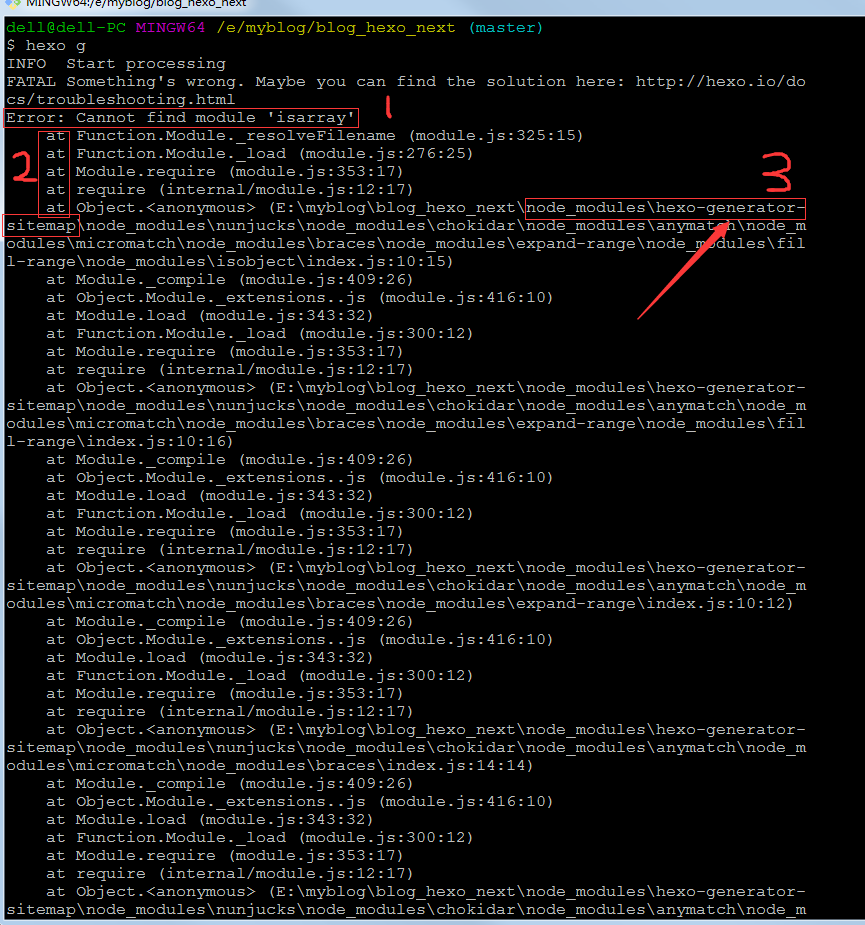 MINGW64:/e/myblog/blog_hexo_next
dell@dell-PC MINGW64 /e/myblog/blog_hexo_next (master)
$ hexo g
INFO  Start processing
FATAL Something's wrong. Maybe you can find the solution here: http://hexo.io/do
cs/troubleshooting.html
1
Error: Cannot find module 'isarray'
2
    at Function.Module._resolveFilename (module.js:325:15)
    at Function.Module._load (module.js:276:25)
    at Module.require (module.js:353:17)
    at require (internal/module.js:12:17)
3
    at Object.<anonymous> (E:\myblog\blog_hexo_next\node_modules\hexo-generator-
sitemap\node_modules\nunjucks\node_modules\chokidar\node_modules\anymatch\node_m
odules\micromatch\node_modules\braces\node_modules\expand-range\node_modules\fil
l-range\node_modules\isobject\index.js:10:15)
    at Module._compile (module.js:409:26)
    at Object.Module._extensions..js (module.js:416:10)
    at Module.load (module.js:343:32)
    at Function.Module._load (module.js:300:12)
    at Module.require (module.js:353:17)
    at require (internal/module.js:12:17)
    at Object.<anonymous> (E:\myblog\blog_hexo_next\node_modules\hexo-generator-
sitemap\node_modules\nunjucks\node_modules\chokidar\node_modules\anymatch\node_m
odules\micromatch\node_modules\braces\node_modules\expand-range\node_modules\fil
l-range\index.js:10:16)
    at Module._compile (module.js:409:26)
    at Object.Module._extensions..js (module.js:416:10)
    at Module.load (module.js:343:32)
    at Function.Module._load (module.js:300:12)
    at Module.require (module.js:353:17)
    at require (internal/module.js:12:17)
    at Object.<anonymous> (E:\myblog\blog_hexo_next\node_modules\hexo-generator-
sitemap\node_modules\nunjucks\node_modules\chokidar\node_modules\anymatch\node_m
odules\micromatch\node_modules\braces\node_modules\expand-range\index.js:10:12)
    at Module._compile (module.js:409:26)
    at Object.Module._extensions..js (module.js:416:10)
    at Module.load (module.js:343:32)
    at Function.Module._load (module.js:300:12)
    at Module.require (module.js:353:17)
    at require (internal/module.js:12:17)
    at Object.<anonymous> (E:\myblog\blog_hexo_next\node_modules\hexo-generator-
sitemap\node_modules\nunjucks\node_modules\chokidar\node_modules\anymatch\node_m
odules\micromatch\node_modules\braces\index.js:14:14)
    at Module._compile (module.js:409:26)
    at Object.Module._extensions..js (module.js:416:10)
    at Module.load (module.js:343:32)
    at Function.Module._load (module.js:300:12)
    at Module.require (module.js:353:17)
    at require (internal/module.js:12:17)
    at Object.<anonymous> (E:\myblog\blog_hexo_next\node_modules\hexo-generator-
sitemap\node_modules\nunjucks\node_modules\chokidar\node_modules\anymatch\node_m